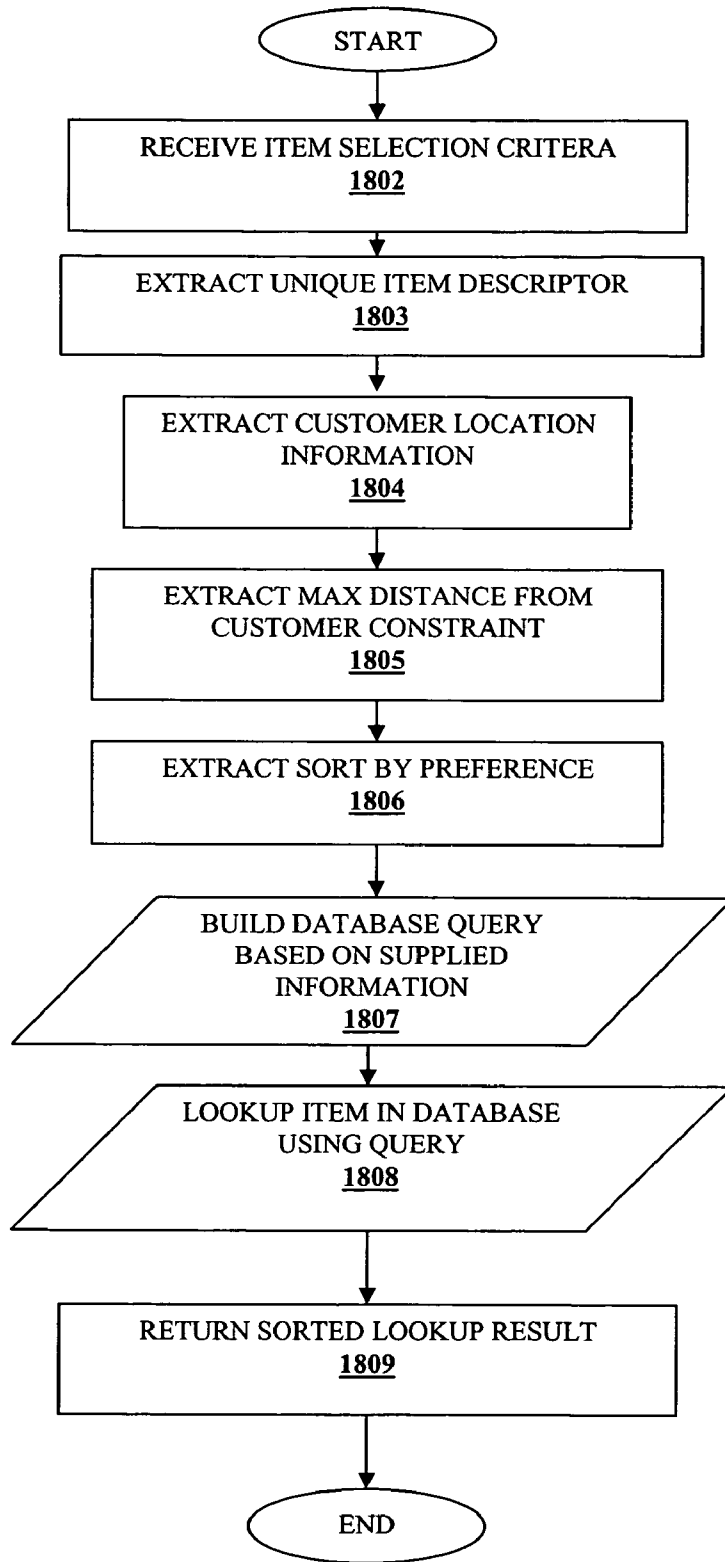 START
RECEIVE ITEM SELECTION CRITERA
1802
EXTRACT UNIQUE ITEM DESCRIPTOR
1803
EXTRACT CUSTOMER LOCATION
INFORMATION
1804
EXTRACT MAX DISTANCE FROM
CUSTOMER CONSTRAINT
1805
EXTRACT SORT BY PREFERENCE
1806
BUILD DATABASE QUERY
BASED ON SUPPLIED
INFORMATION
1807
LOOKUP ITEM IN DATABASE
USING QUERY
1808
RETURN SORTED LOOKUP RESULT
1809
END